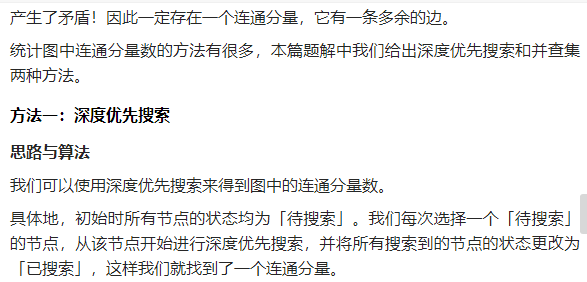 产生了矛盾！因此一定存在一个连通分量，它有一条多余的边。
统计图中连通分量数的方法有很多，本篇题解中我们给出深度优先搜索和并查集
两种方法。
方法一：深度优先搜索
思路与算法
我们可以使用深度优先搜索来得到图中的连通分量数。
具体地，初始时所有节点的状态均为「待搜索」。我们每次选择一个「待搜索」
的节点，从该节点开始进行深度优先搜索，并将所有搜索到的节点的状态更改为
「已搜索」，这样我们就找到了一个连通分量。